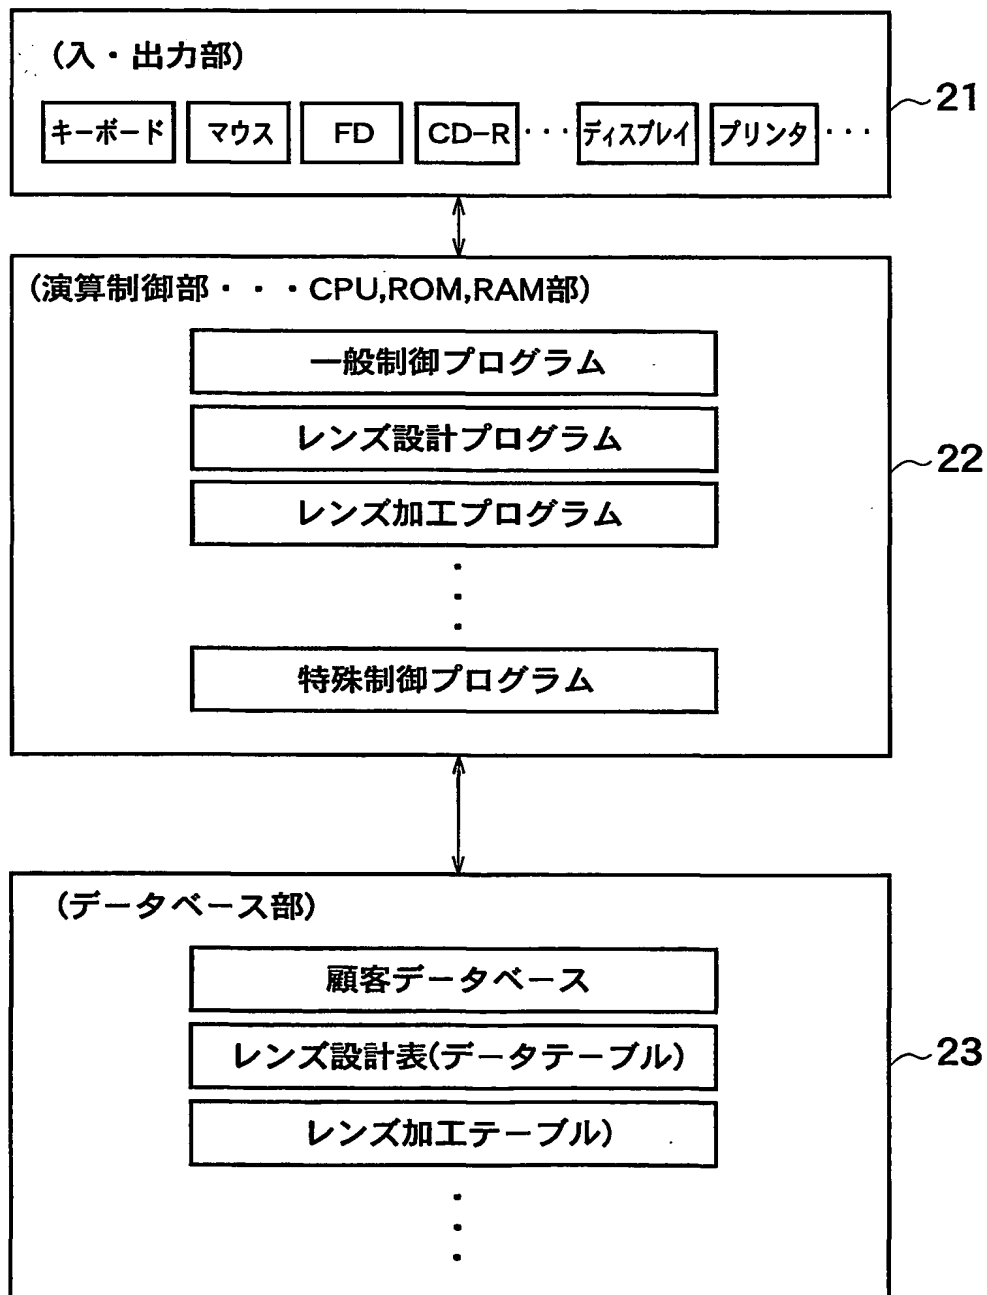 (入・出力部)
21
キーボード マウス FD CD-R ・・・ ディスプレイ プリンタ ・・・
(演算制御部・・・CPU,ROM,RAM部)
一般制御プログラム
レンズ設計プログラム
22
レンズ加工プログラム
・
・
・
特殊制御プログラム
(データベース部)
顧客データベース
レンズ設計表(データテーブル)
23
レンズ加工テーブル)
・
・
・